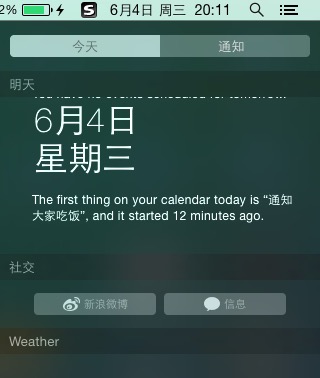 2% S 6月4日 周三 20:11
今天 通知
明天
6月4日
星期三
The first thing on your calendar today is “通知
大家吃饭”, and it started 12 minutes ago.
社交
新浪微博 信息
Weather